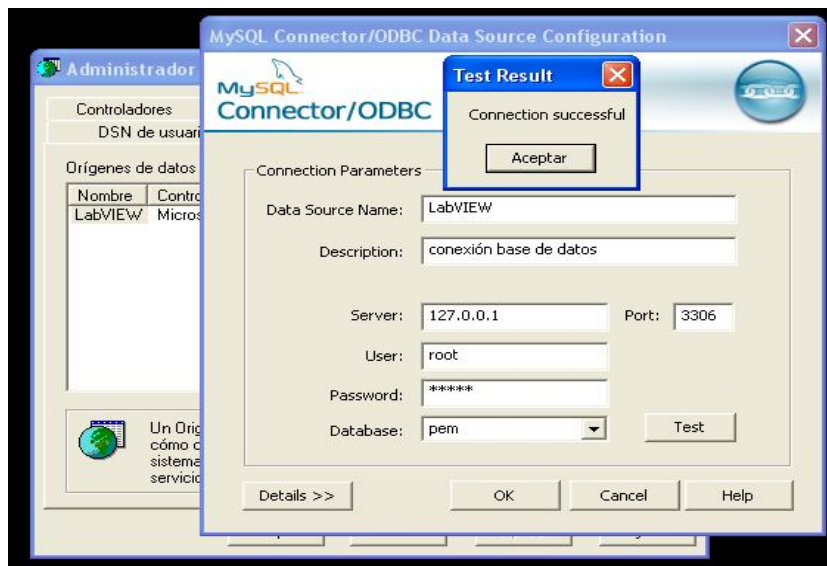 MySQL Connector/ODBC Data Source Configuration
Administrador
Test Result
MySQL
Connector/ODBC
Connection successful
Aceptar
Controladores
DSN de usuari
Orígenes de datos
Nombre Contro
LabVIEW Micros
Connection Parameters
Data Source Name: LabVIEW
Description: conexión base de datos
Server: 127.0.0.1 Port: 3306
User: root
Password: *****
Database: pem
Test
Un Orig
cómo c
sistema
servicio
Details >> OK Cancel Help